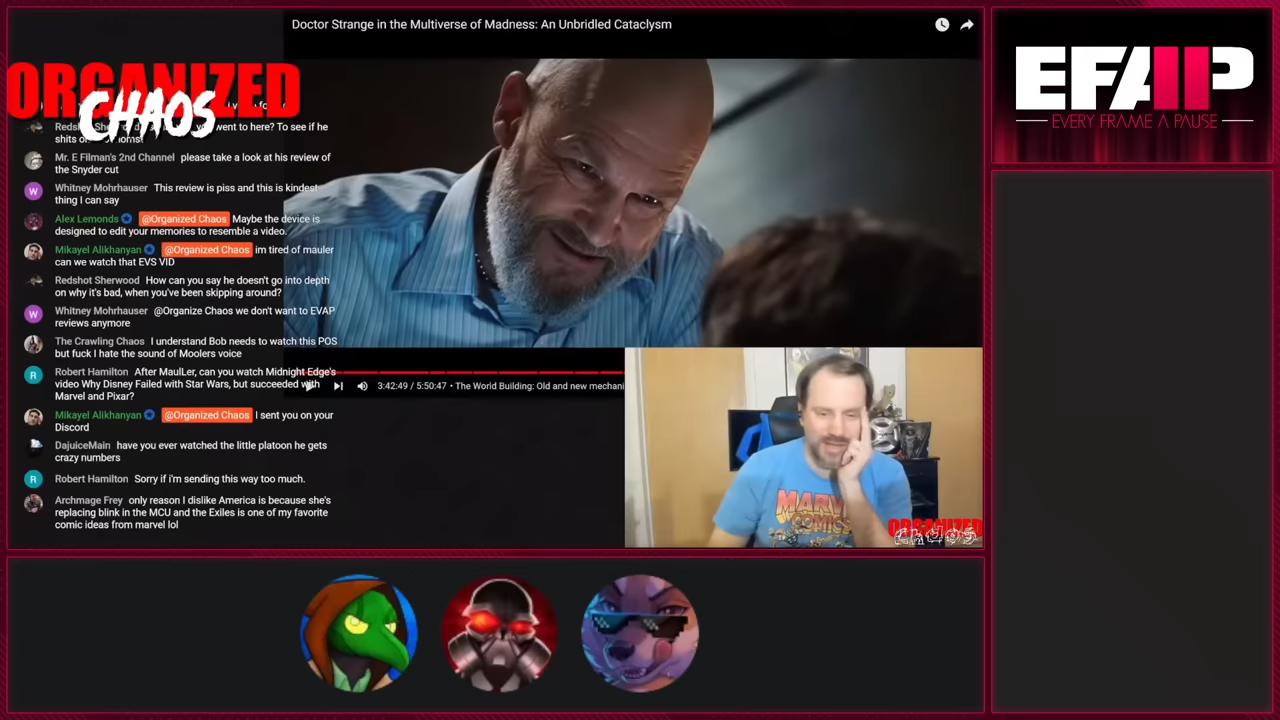 Doctor Strange in the Multiverse of Madness: An Unbridled Cataclysm
ORGANIZED
CHAOS
went to here? To see if he
shits
Mr. E Filman's 2nd Channel please take a look at his review of
the Snyder cut
W Whitney Mohrhauser This review is piss and this is kindest
thing I can say
Alex Lemonds @Organized Chaos Maybe the device is
designed to edit your memories to resemble a video.
Mikayel Alikhanyan @Organized Chaos im tired of mauler
can we watch that EVS VID
Redshot Sherwood How can you say he doesn't go into depth
on why it's bad, when you've been skipping around?
W Whitney Mohrhauser @Organize Chaos we don't want to EVAP
reviews anymore
The Crawling Chaos I understand Bob needs to watch this POS
but fuck I hate the sound of Moolers voice
R Robert Hamilton After MaulLer, can you watch Midnight Edge's
video Why Disney Failed with Star Wars, but succeeded with
Marvel and Pixar?
Mikayel Alikhanyan @Organized Chaos I sent you on your
Discord
DajuiceMain have you ever watched the little platoon he gets
crazy numbers
R Robert Hamilton Sorry if i'm sending this way too much.
Archmage Frey only reason I dislike America is because she's
replacing blink in the MCU and the Exiles is one of my favorite
comic ideas from marvel lol
3:42:49 / 5:50:47 • The World Building: Old and new mechani
MARV
COMICS
ORGANIZED
CHAOS
EFAP
EVERY FRAME A PAUSE